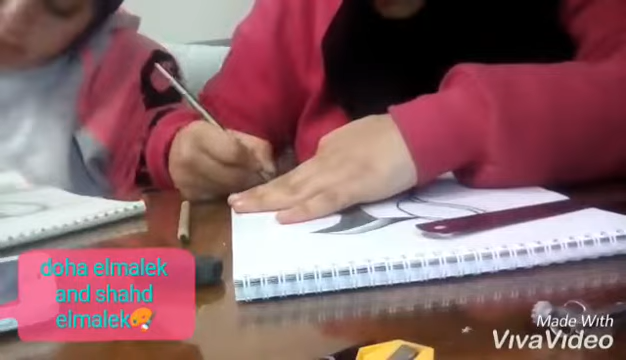 doha elmalek
and shahd
elmalek🎨
Made With
VivaVideo